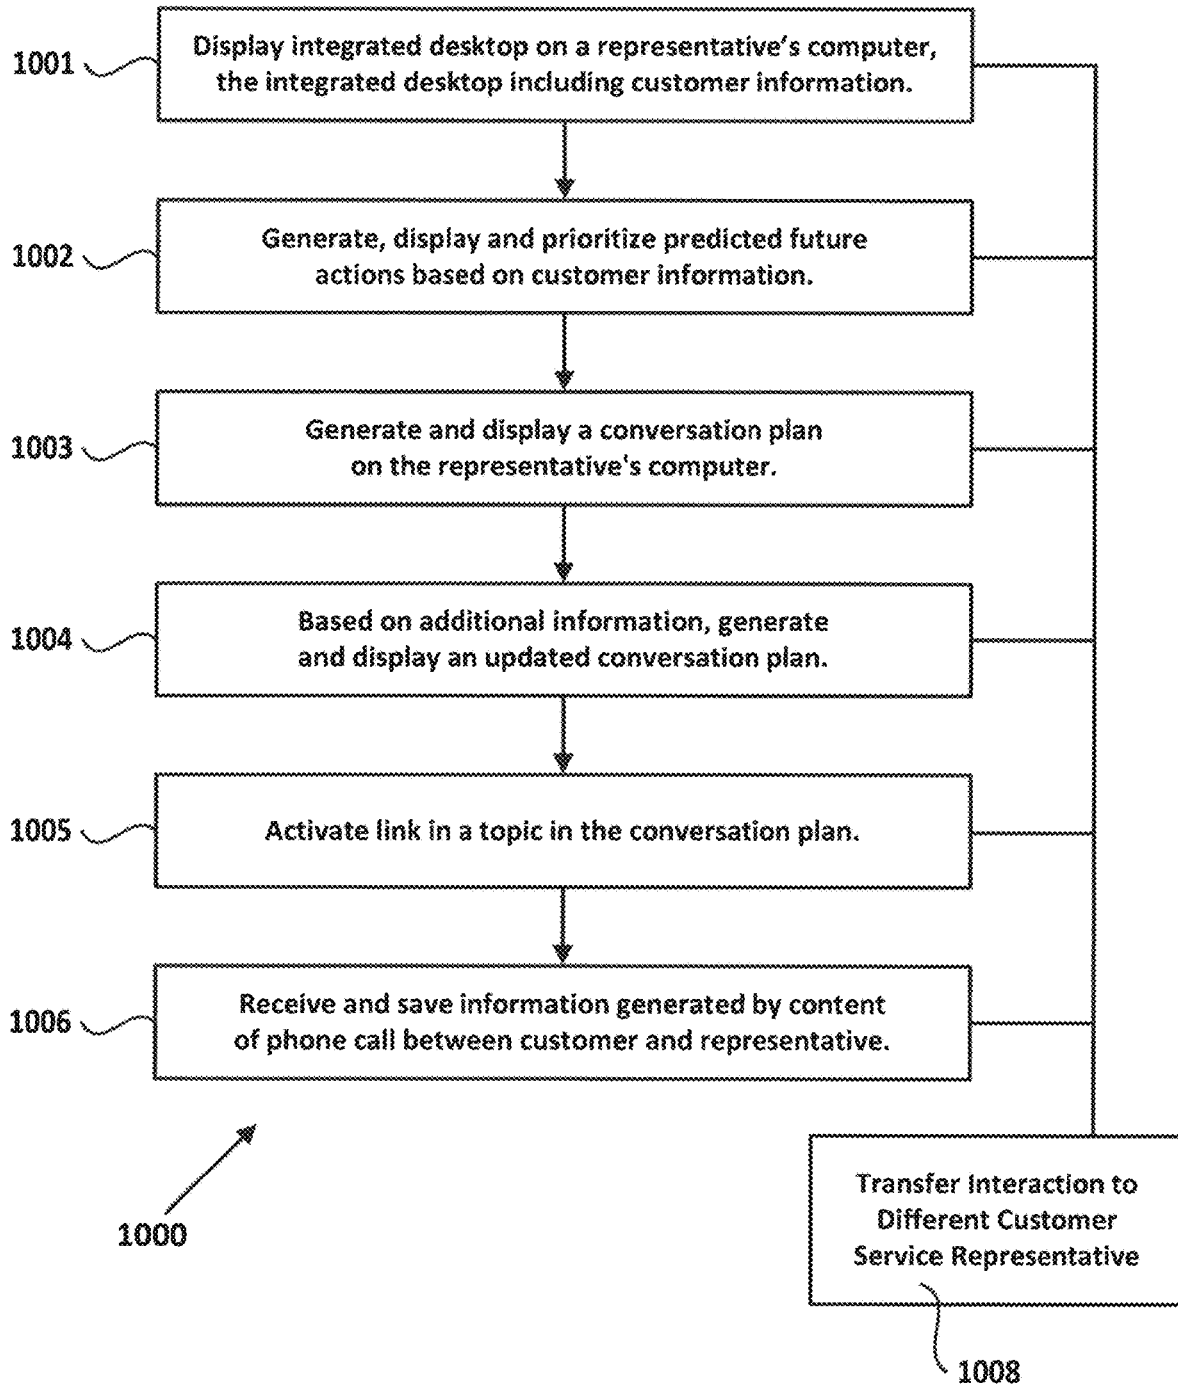 1001
Display integrated desktop on a representative's computer,
the integrated desktop including customer information.
1002
Generate, display and prioritize predicted future
actions based on customer information.
1003
Generate and display a conversation plan
on the representative's computer.
1004
Based on additional information, generate
and display an updated conversation plan.
1005
Activate link in a topic in the conversation plan.
1006
Receive and save information generated by content
of phone call between customer and representative.
1000
Transfer Interaction to
Different Customer
Service Representative
1008